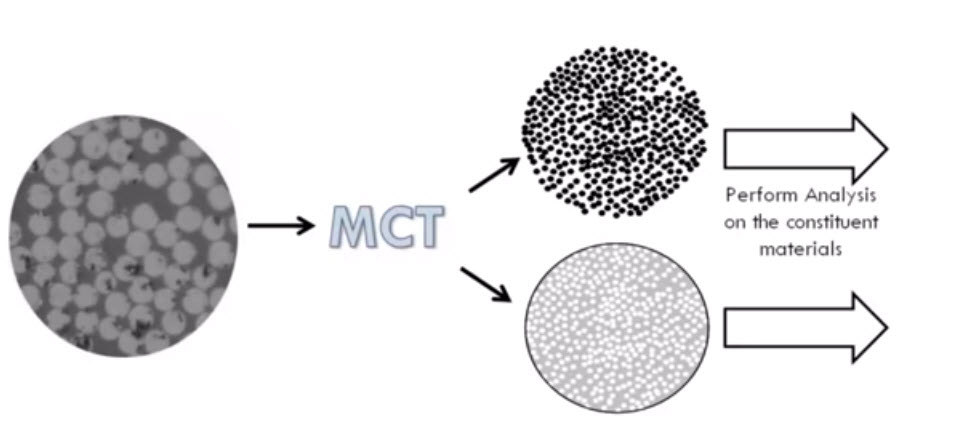 MCT
Perform Analysis
on the constituent
materials